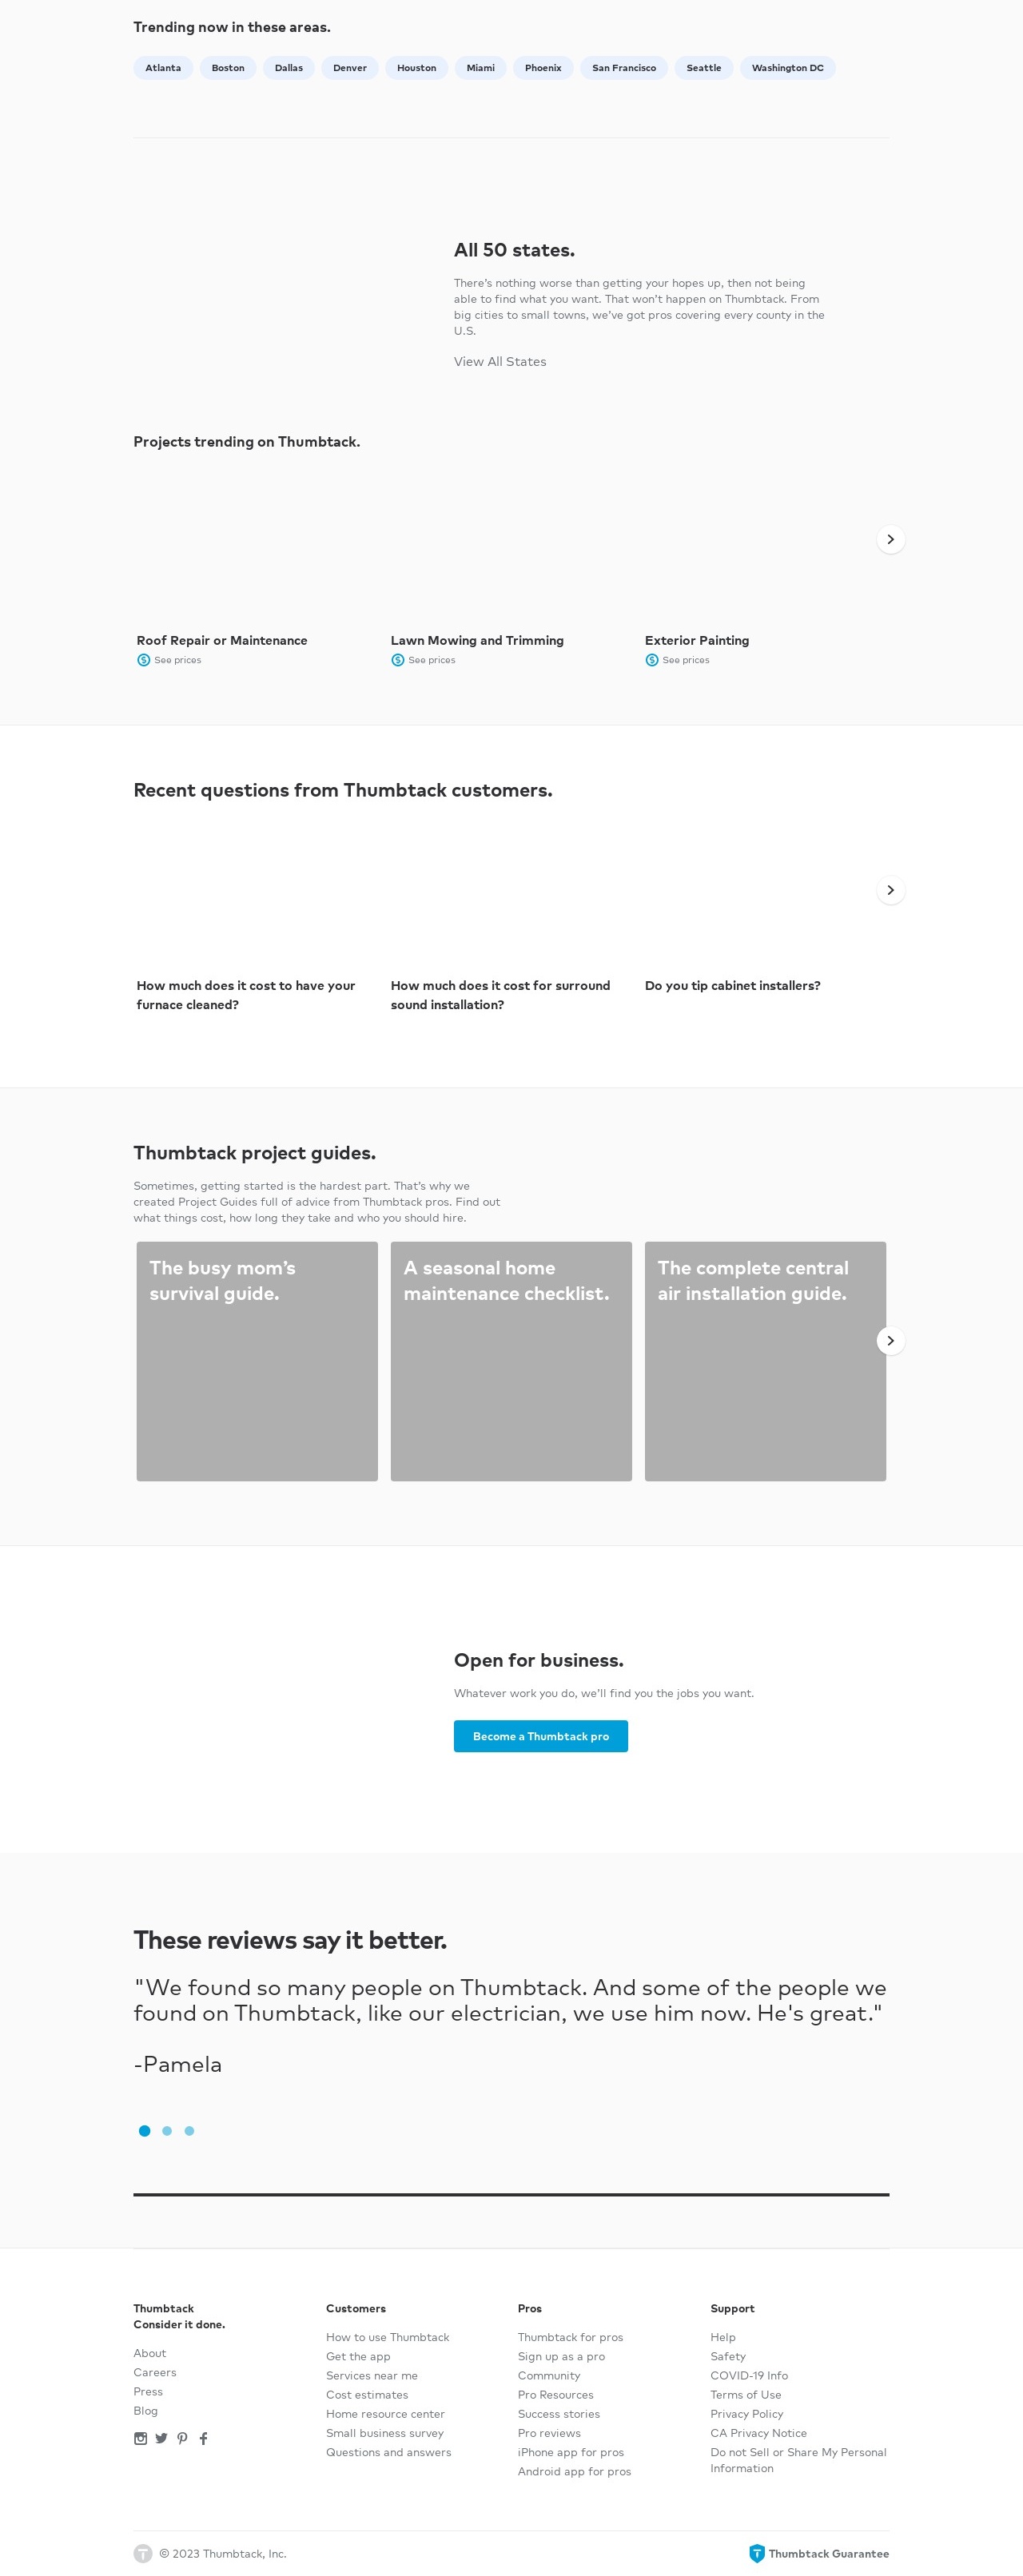 Trending now in these areas.
Atlanta Boston Dallas Denver Houston Miami Phoenix San Francisco Seattle Washington DC
All 50 states.
There’s nothing worse than getting your hopes up, then not being
able to find what you want. That won’t happen on Thumbtack. From
big cities to small towns, we’ve got pros covering every county in the
U.S.
View All States
Projects trending on Thumbtack.
Roof Repair or Maintenance
See prices
Lawn Mowing and Trimming
See prices
Exterior Painting
See prices
Recent questions from Thumbtack customers.
How much does it cost to have your
furnace cleaned?
How much does it cost for surround
sound installation?
Do you tip cabinet installers?
Thumbtack project guides.
Sometimes, getting started is the hardest part. That’s why we
created Project Guides full of advice from Thumbtack pros. Find out
what things cost, how long they take and who you should hire.
The busy mom’s
survival guide.
A seasonal home
maintenance checklist.
The complete central
air installation guide.
Open for business.
Whatever work you do, we’ll find you the jobs you want.
Become a Thumbtack pro
These reviews say it better.
"We found so many people on Thumbtack. And some of the people we
found on Thumbtack, like our electrician, we use him now. He's great."
-Pamela
Thumbtack
Consider it done.
About
Careers
Press
Blog
Customers
How to use Thumbtack
Get the app
Services near me
Cost estimates
Home resource center
Small business survey
Questions and answers
Pros
Thumbtack for pros
Sign up as a pro
Community
Pro Resources
Success stories
Pro reviews
iPhone app for pros
Android app for pros
Support
Help
Safety
COVID-19 Info
Terms of Use
Privacy Policy
CA Privacy Notice
Do not Sell or Share My Personal
Information
© 2023 Thumbtack, Inc.
Thumbtack Guarantee